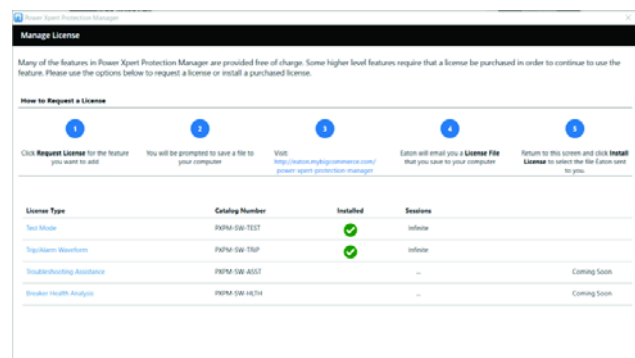 Power Xpert Protection Manager
Manage License
Many of the features in Power Xpert Protection Manager are provided free of charge. Some higher level features require that a license be purchased in order to continue to use the
feature. Please use the options below to request a license or install a purchased license.
How to Request a License
1
Click Request License for the feature
you want to add
2
You will be prompted to save a file to
your computer
3
Visit:
http://eaton.mybigcommerce.com/
power-xpert-protection-manager
4
Eaton will email you a License File
that you save to your computer
5
Return to this screen and click Install
License to select the file Eaton sent
to you.
License Type Catalog Number Installed Sessions
Test Mode PXPM-SW-TEST Infinite
Trip/Alarm Waveform PXPM-SW-TRIP Infinite
Troubleshooting Assistance PXPM-SW-ASST ... Coming Soon
Breaker Health Analysis PXPM-SW-HLTH ... Coming Soon